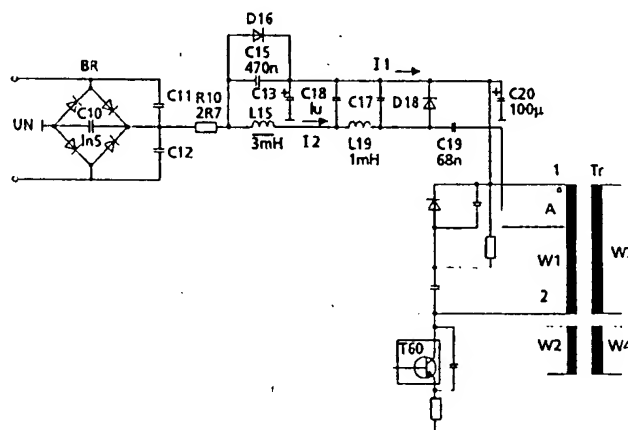 D16
C15
470n
BR
I1
C11
R10
2R7
C13
+
C18
1u
C17
D18
+
C20
100µ
UN
C10
1n5
L15
3mH
I2
L19
1mH
C19
68n
C12
1
Tr
A
W1
2
W2
W4
T60